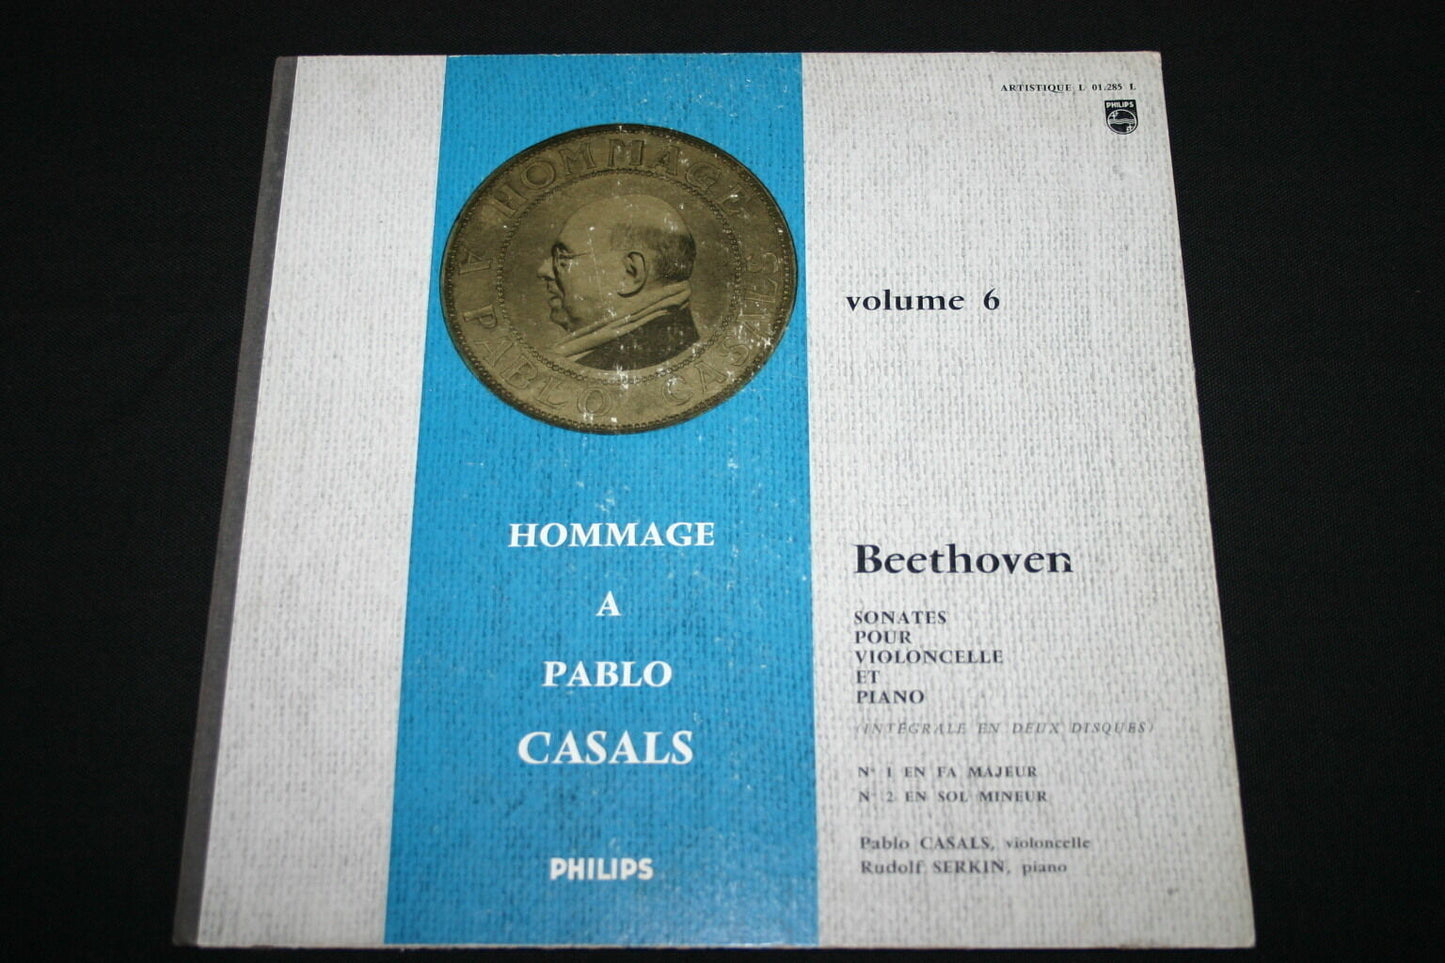 ARTISTIQUE L 01.285 L
PHILIPS
HOMMAGE
A PABLO CASALS
volume 6
HOMMAGE
A
PABLO
CASALS
PHILIPS
Beethoven
SONATES
POUR
VIOLONCELLE
ET
PIANO
(INTÉGRALE EN DEUX DISQUES)
N° 1 EN FA MAJEUR
N° 2 EN SOL MINEUR
Pablo CASALS, violoncelle
Rudolf SERKIN, piano